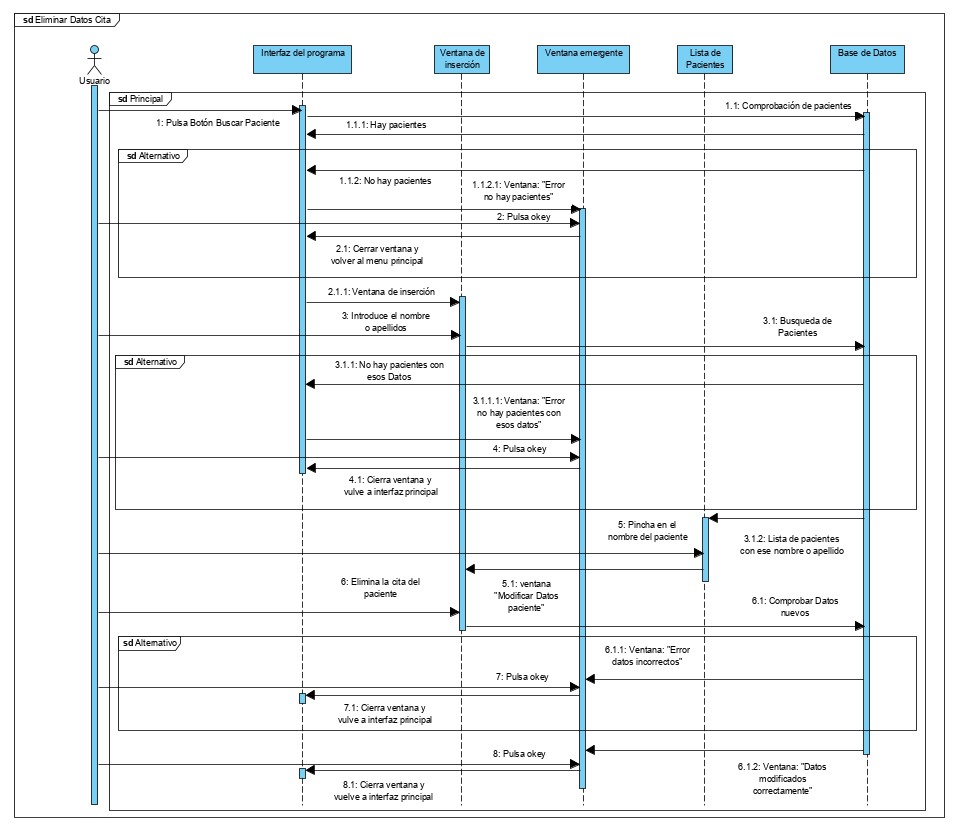 sd Eliminar Datos Cita
Usuario
Interfaz del programa
Ventana de
inserción
Ventana emergente
Lista de
Pacientes
Base de Datos
sd Principal
1: Pulsa Botón Buscar Paciente
1.1: Comprobación de pacientes
1.1.1: Hay pacientes
sd Alternativo
1.1.2: No hay pacientes
1.1.2.1: Ventana: "Error
no hay pacientes"
2: Pulsa okey
2.1: Cerrar ventana y
volver al menu principal
2.1.1: Ventana de inserción
3: Introduce el nombre
o apellidos
3.1: Busqueda de
Pacientes
sd Alternativo
3.1.1: No hay pacientes con
esos Datos
3.1.1.1: Ventana: "Error
no hay pacientes con
esos datos"
4: Pulsa okey
4.1: Cierra ventana y
vulve a interfaz principal
5: Pincha en el
nombre del paciente
3.1.2: Lista de pacientes
con ese nombre o apellido
6: Elimina la cita del
paciente
5.1: ventana
"Modificar Datos
paciente"
6.1: Comprobar Datos
nuevos
sd Alternativo
6.1.1: Ventana: "Error
datos incorrectos"
7: Pulsa okey
7.1: Cierra ventana y
vulve a interfaz principal
8: Pulsa okey
6.1.2: Ventana: "Datos
modificados
correctamente"
8.1: Cierra ventana y
vuelve a interfaz principal